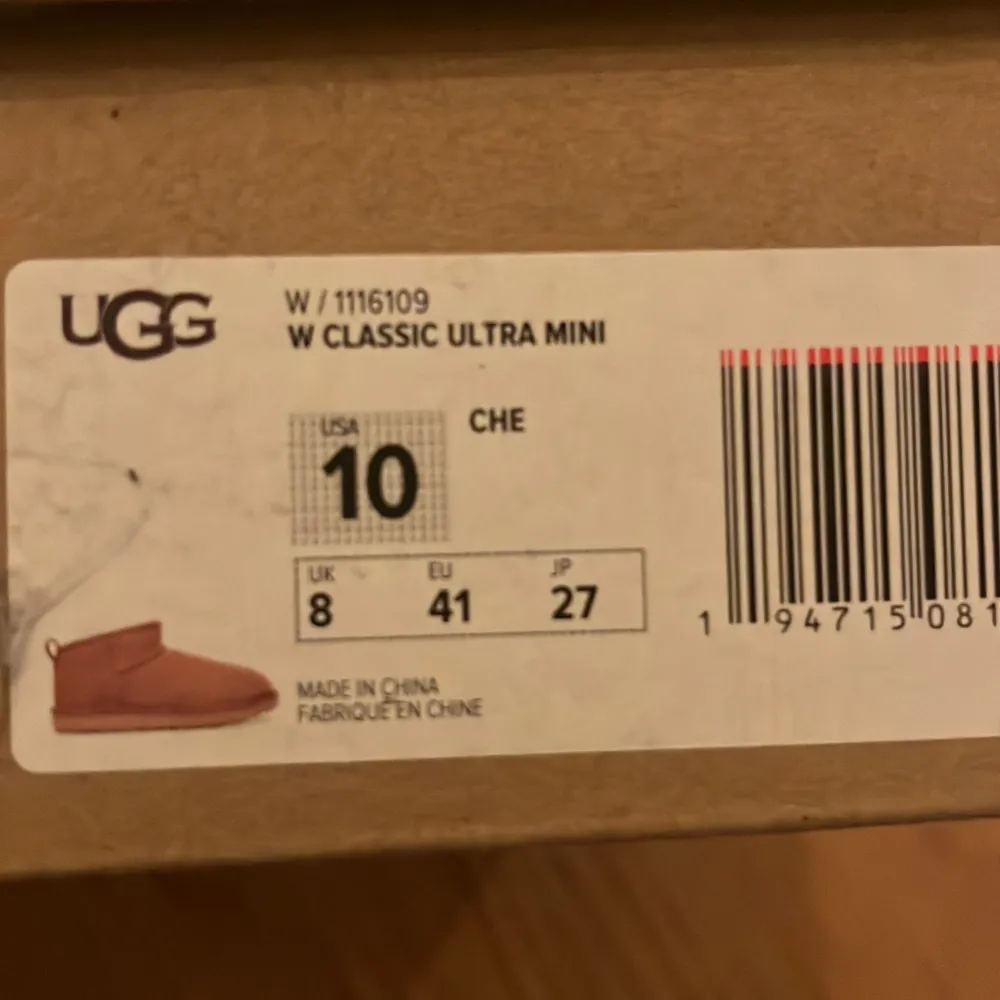 UGG
W / 1116109
W CLASSIC ULTRA MINI
USA
10
CHE
UK EU JP
8 41 27
MADE IN CHINA
FABRIQUÉ EN CHINE
1 94715 081